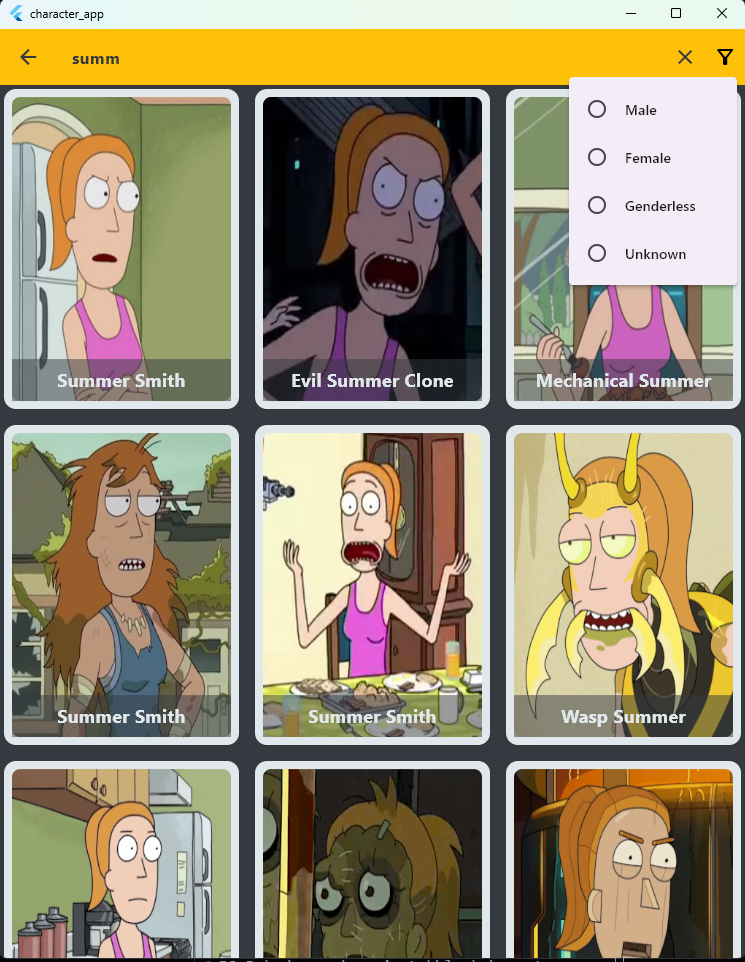 character_app
summ
Male
Female
Genderless
Unknown
Summer Smith
Evil Summer Clone
Mechanical Summer
Summer Smith
Summer Smith
Wasp Summer